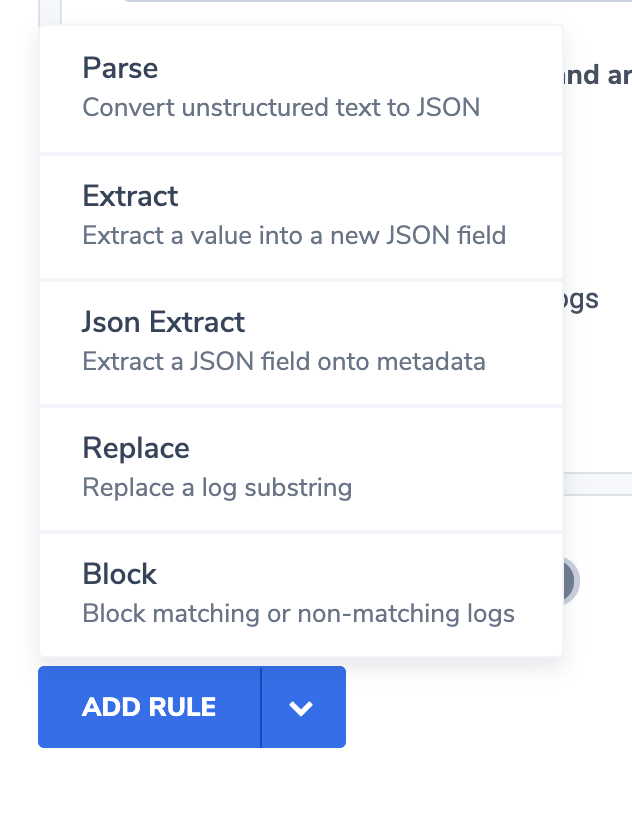 Parse
Convert unstructured text to JSON
and ar
Extract
Extract a value into a new JSON field
ogs
Json Extract
Extract a JSON field onto metadata
Replace
Replace a log substring
Block
Block matching or non-matching logs
ADD RULE